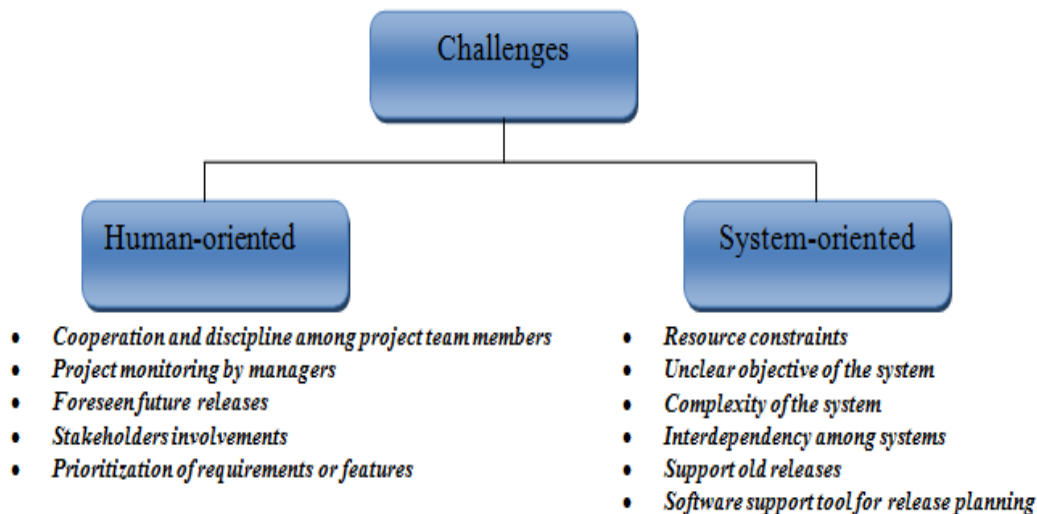 Challenges
Human-oriented
• Cooperation and discipline among project team members
• Project monitoring by managers
• Foreseen future releases
• Stakeholders involvements
• Prioritization of requirements or features
System-oriented
• Resource constraints
• Unclear objective of the system
• Complexity of the system
• Interdependency among systems
• Support old releases
• Software support tool for release planning